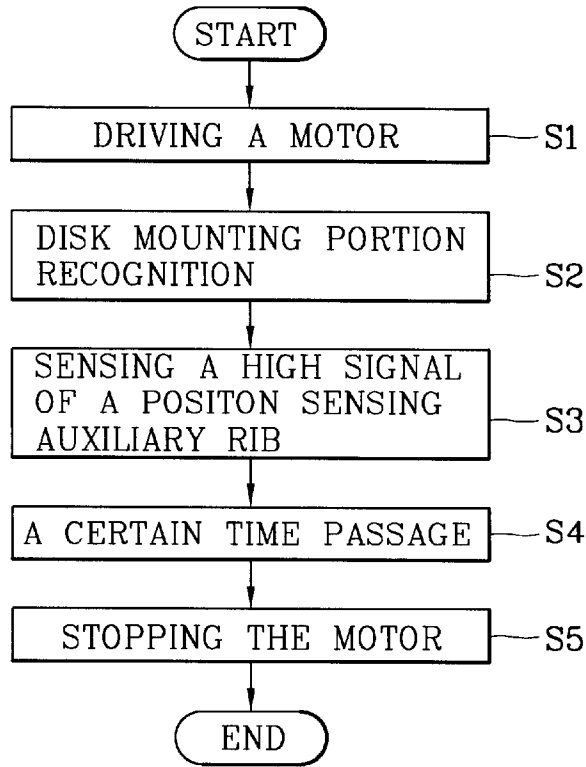 START
DRIVING A MOTOR
S1
DISK MOUNTING PORTION
RECOGNITION
S2
SENSING A HIGH SIGNAL
OF A POSITON SENSING
AUXILIARY RIB
S3
A CERTAIN TIME PASSAGE
S4
STOPPING THE MOTOR
S5
END